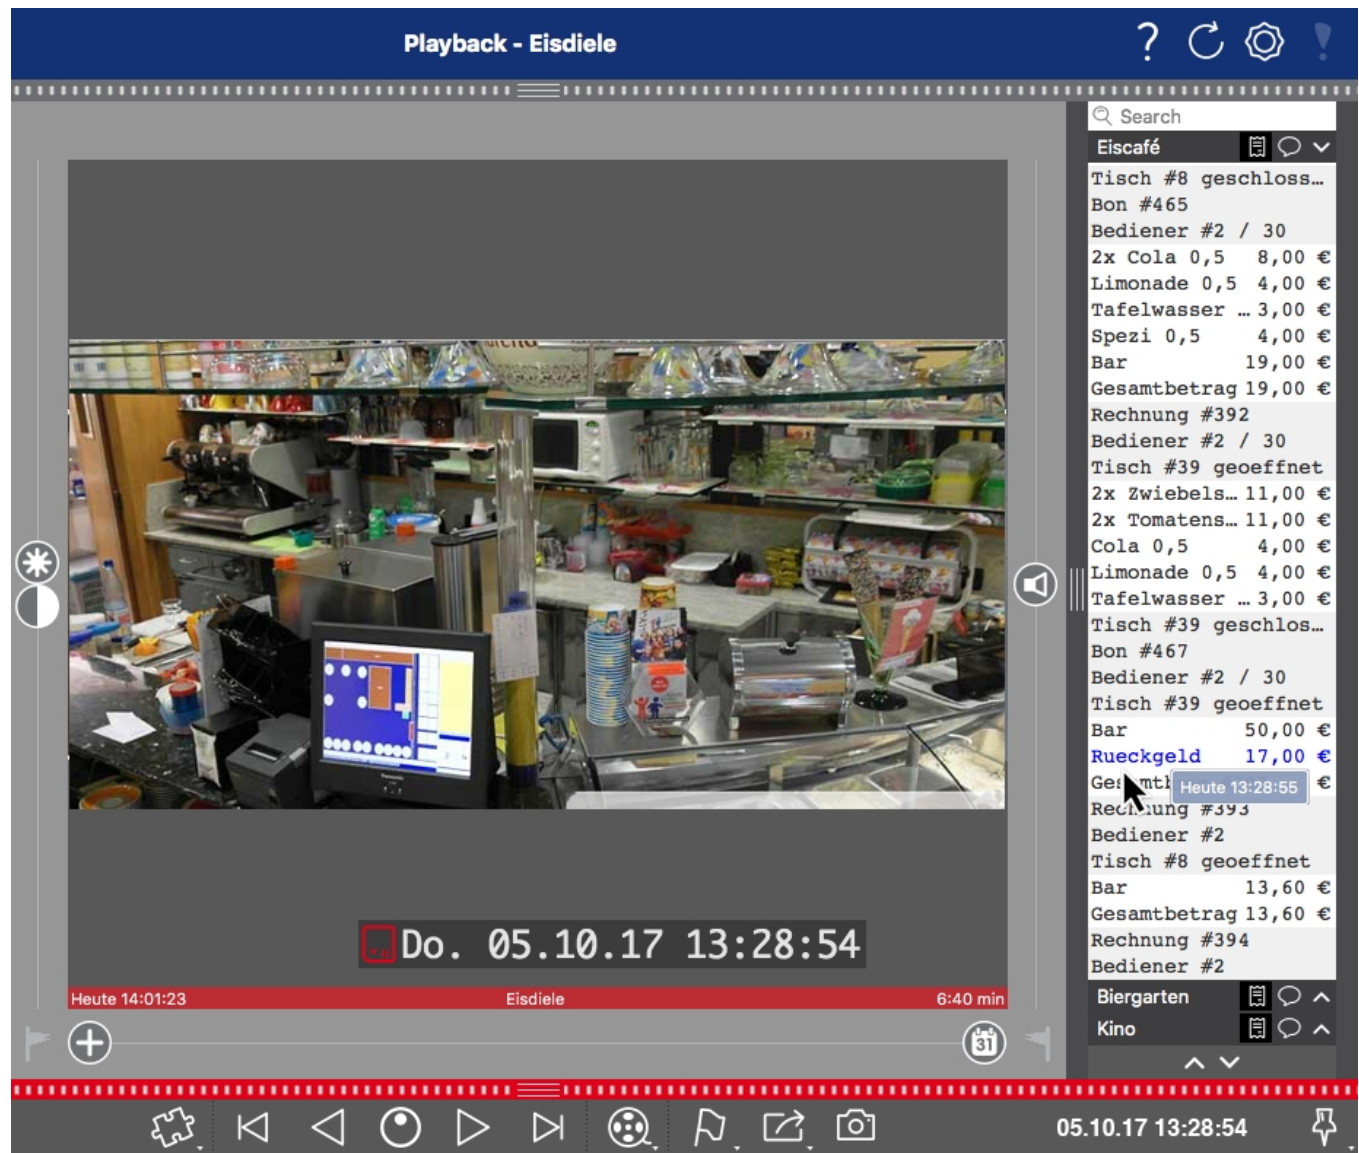 Playback - Eisdiele
Search
Eiscafé
Tisch #8 geschloss…
Bon #465
Bediener #2 / 30
2x Cola 0,5 8,00 €
Limonade 0,5 4,00 €
Tafelwasser … 3,00 €
Spezi 0,5 4,00 €
Bar 19,00 €
Gesamtbetrag 19,00 €
Rechnung #392
Bediener #2 / 30
Tisch #39 geoeffnet
2x Zwiebels… 11,00 €
2x Tomatens… 11,00 €
Cola 0,5 4,00 €
Limonade 0,5 4,00 €
Tafelwasser … 3,00 €
Tisch #39 geschlos…
Bon #467
Bediener #2 / 30
Tisch #39 geoeffnet
Bar 50,00 €
Rueckgeld 17,00 €
€
Heute 13:28:55
Rechnung #393
Bediener #2
Tisch #8 geoeffnet
Bar 13,60 €
Gesamtbetrag 13,60 €
Rechnung #394
Bediener #2
Biergarten
Kino
Do. 05.10.17 13:28:54
Heute 14:01:23 Eisdiele 6:40 min
31
05.10.17 13:28:54